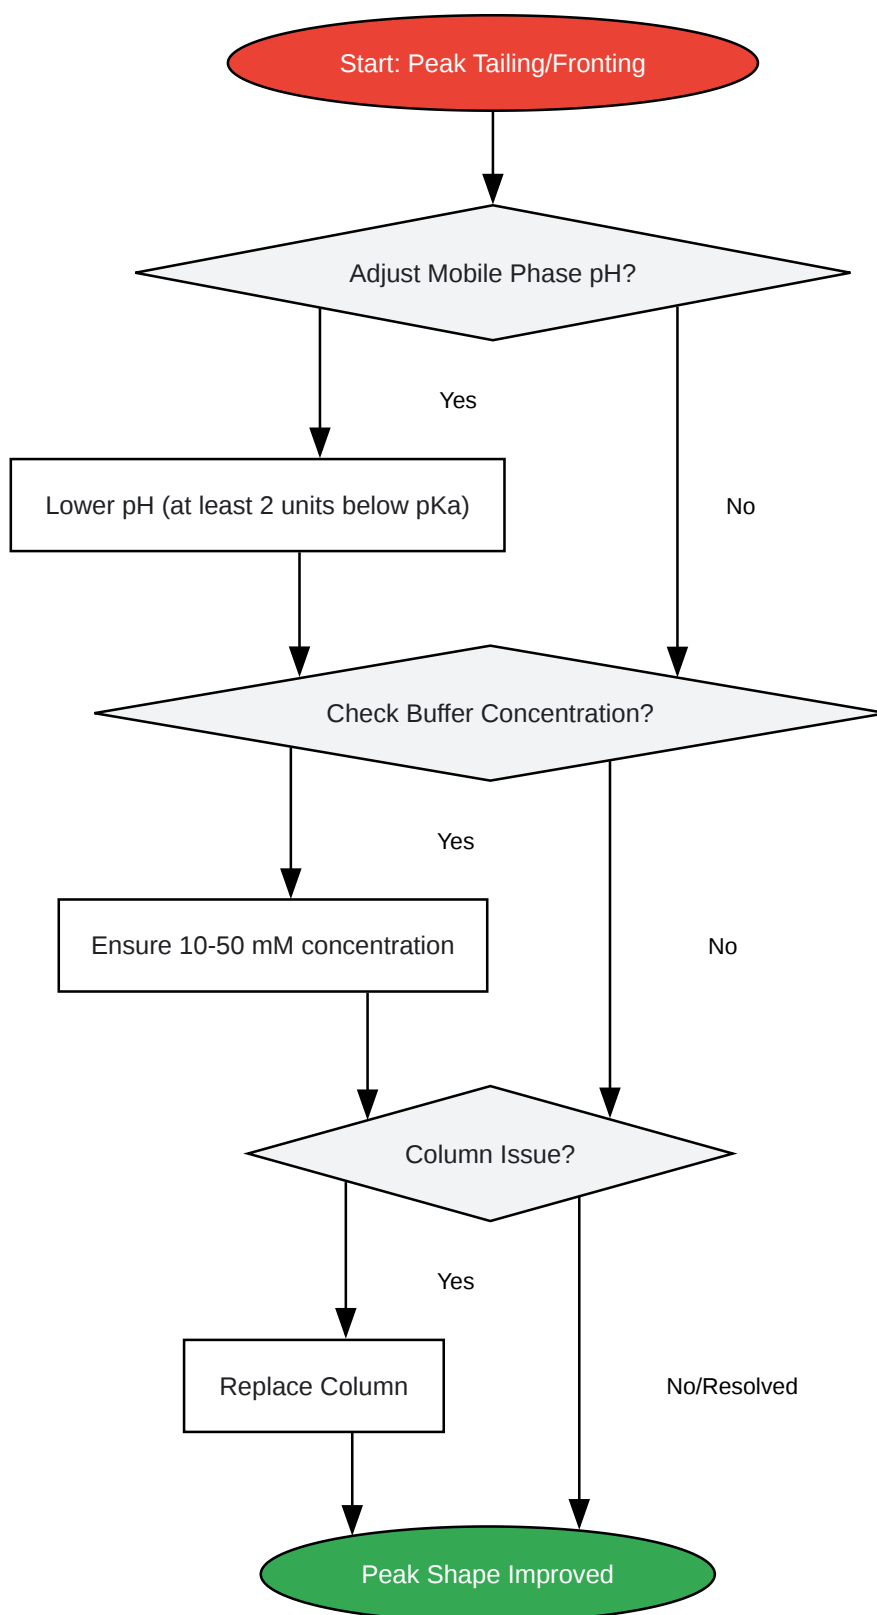 Start: Peak Tailing/Fronting
Adjust Mobile Phase pH?
Yes
Lower pH (at least 2 units below pKa)
No
Check Buffer Concentration?
Yes
Ensure 10-50 mM concentration
No
Column Issue?
Yes
Replace Column
No/Resolved
Peak Shape Improved